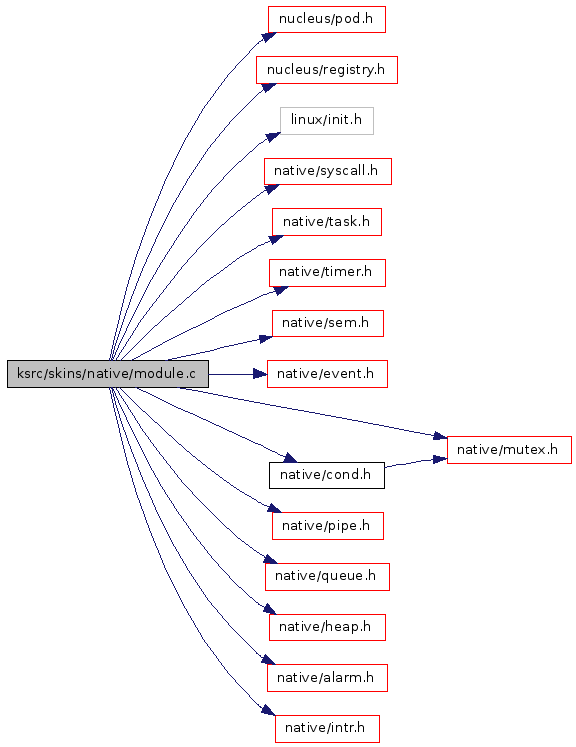 nucleus/pod.h
nucleus/registry.h
linux/init.h
native/syscall.h
native/task.h
native/timer.h
native/sem.h
ksrc/skins/native/module.c
native/event.h
native/mutex.h
native/cond.h
native/pipe.h
native/queue.h
native/heap.h
native/alarm.h
native/intr.h